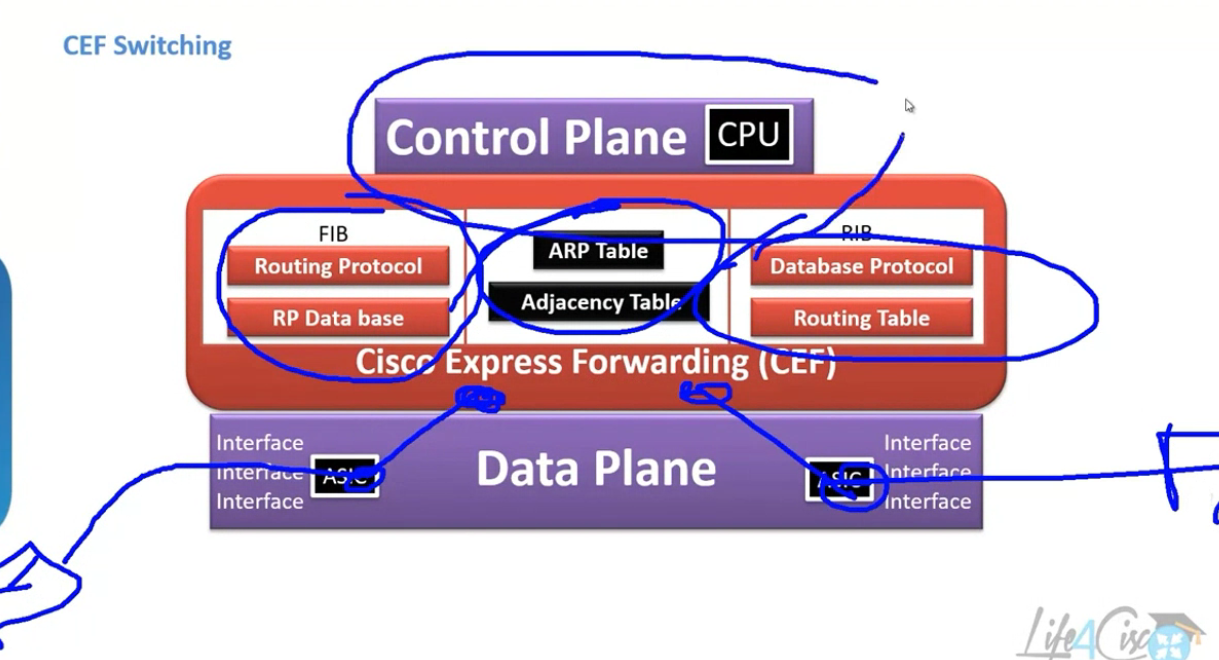 CEF Switching
Control Plane CPU
FIB
Routing Protocol
RP Data base
ARP Table
Adjacency Table
RIB
Database Protocol
Routing Table
Cisco Express Forwarding (CEF)
Interface
Interface
Interface
ASIC
Data Plane
ASIC
Interface
Interface
Interface
Life4Cisco